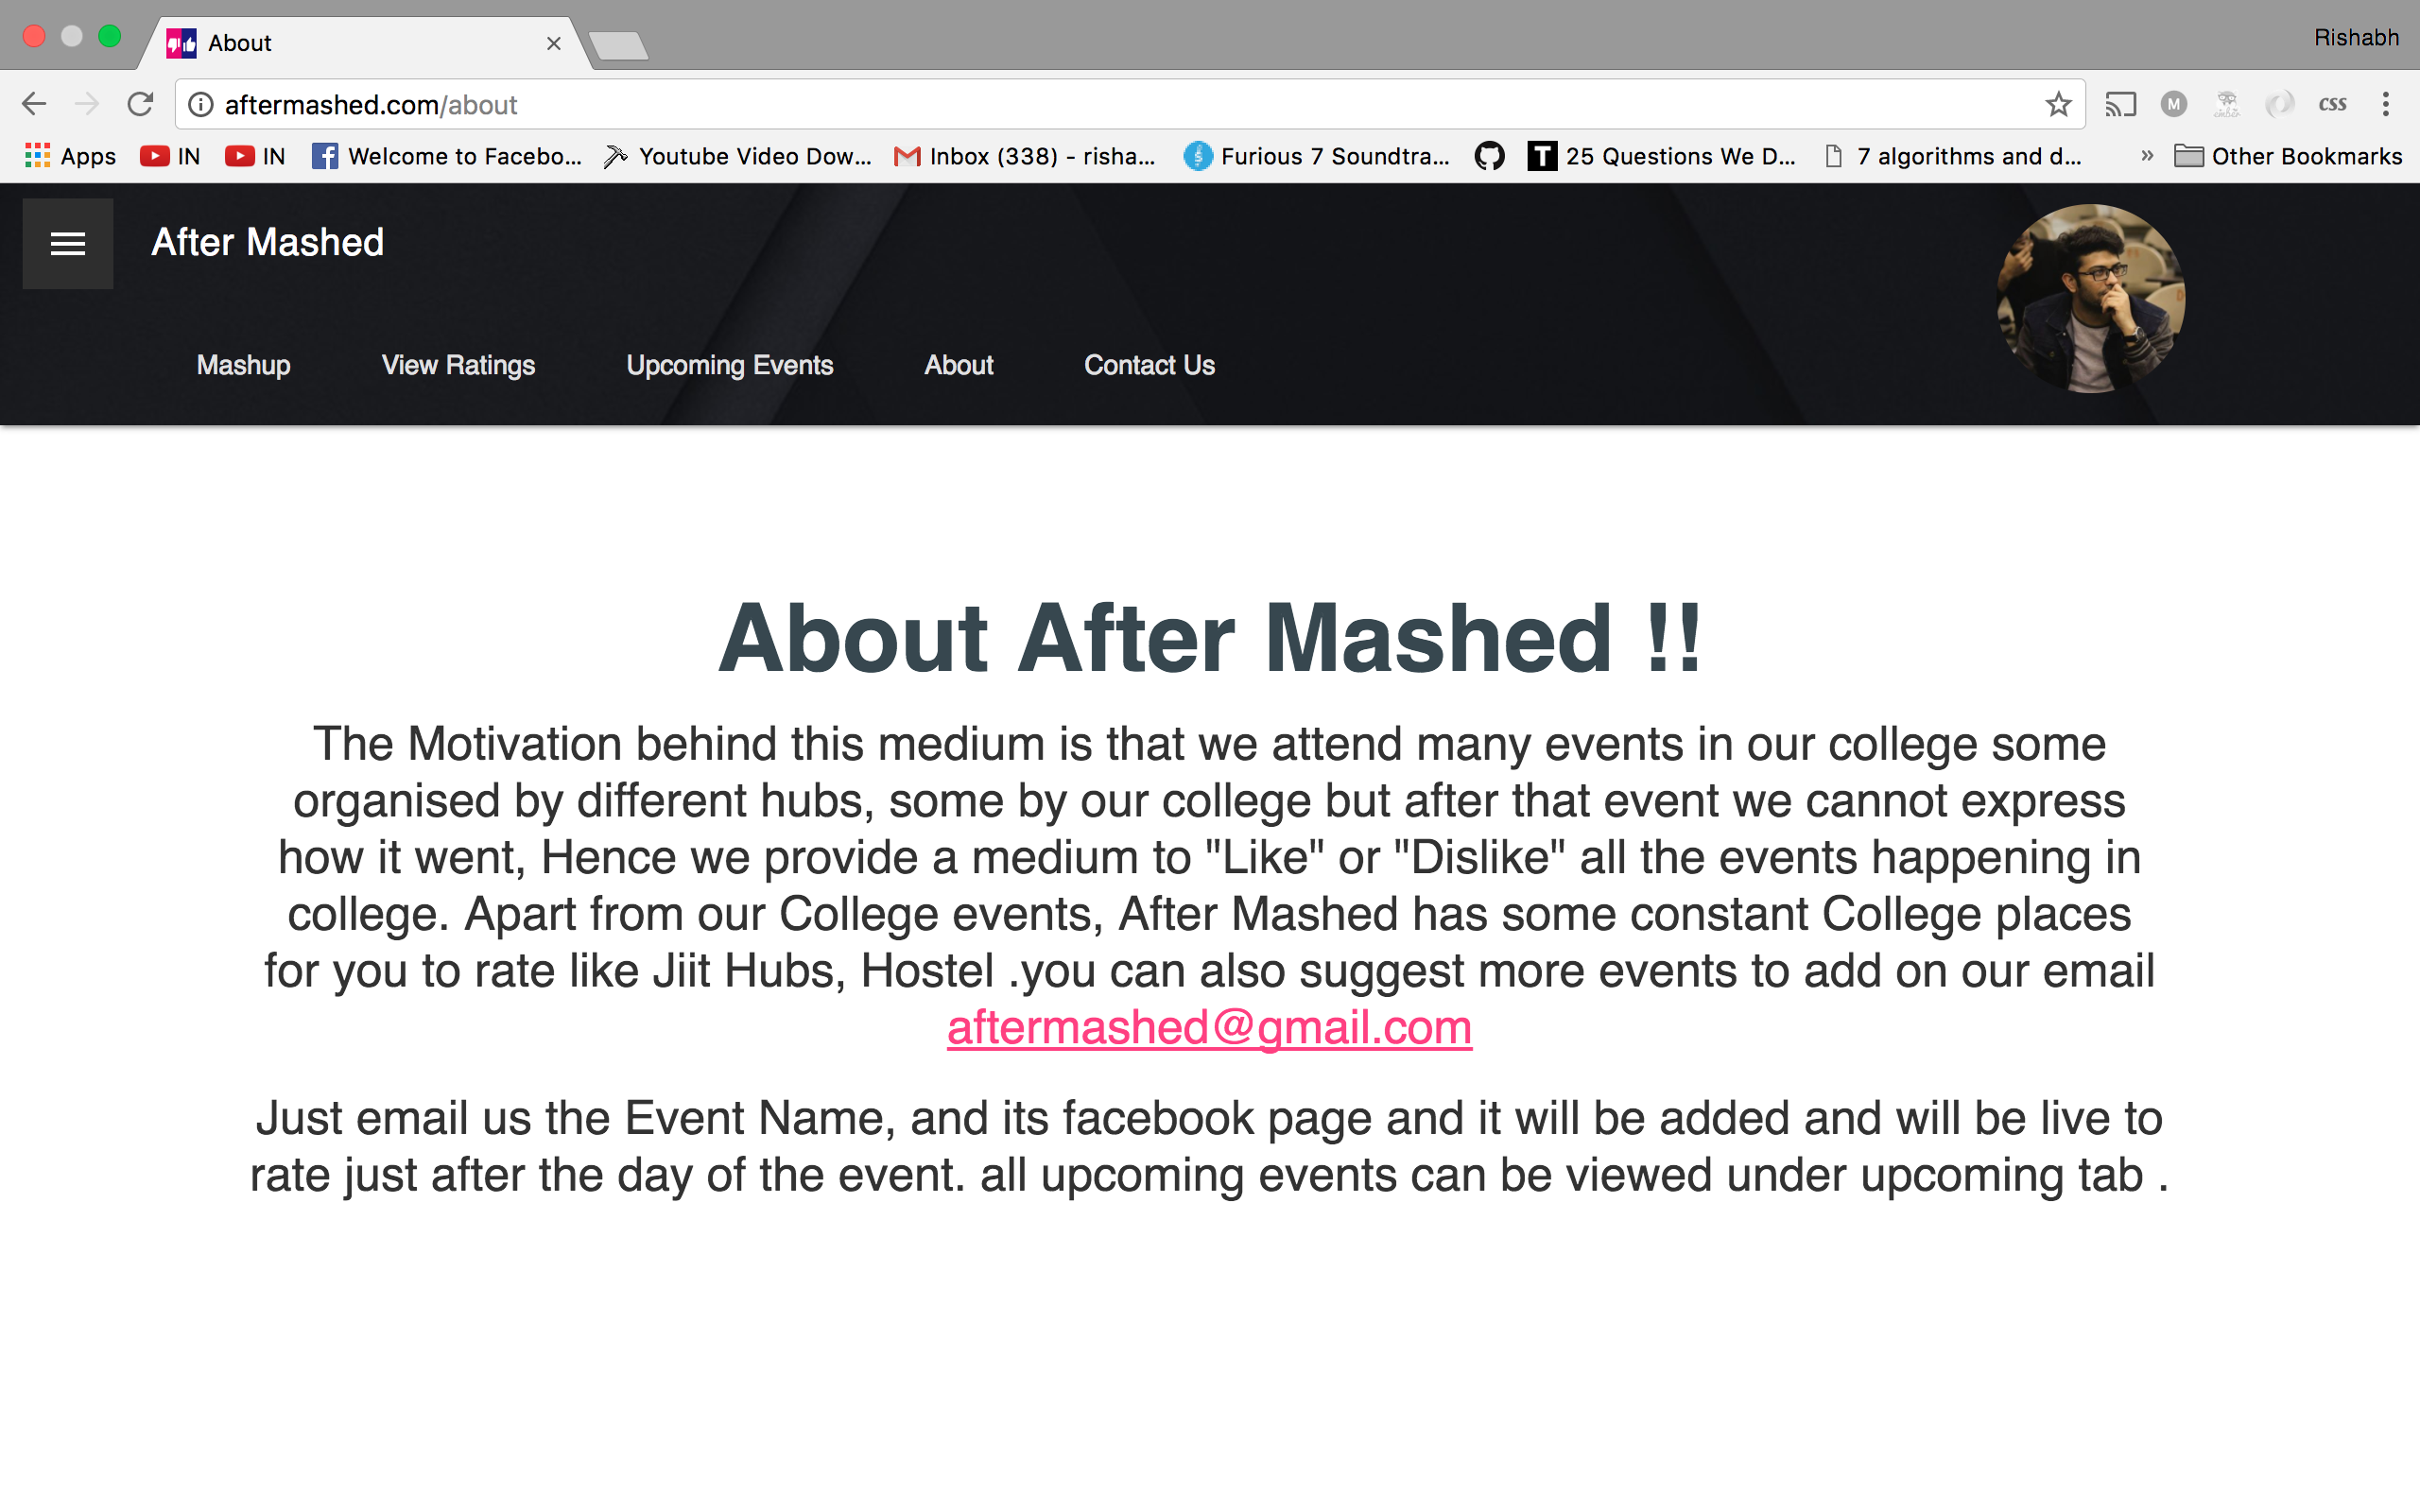 About
Rishabh
aftermashed.com/about
Apps IN IN Welcome to Facebo... Youtube Video Dow... Inbox (338) - risha... Furious 7 Soundtra... T 25 Questions We D... 7 algorithms and d... » Other Bookmarks
M
css
After Mashed
Mashup View Ratings Upcoming Events About Contact Us
About After Mashed !!
The Motivation behind this medium is that we attend many events in our college some
organised by different hubs, some by our college but after that event we cannot express
how it went, Hence we provide a medium to "Like" or "Dislike" all the events happening in
college. Apart from our College events, After Mashed has some constant College places
for you to rate like Jiit Hubs, Hostel .you can also suggest more events to add on our email
aftermashed@gmail.com
Just email us the Event Name, and its facebook page and it will be added and will be live to
rate just after the day of the event. all upcoming events can be viewed under upcoming tab .